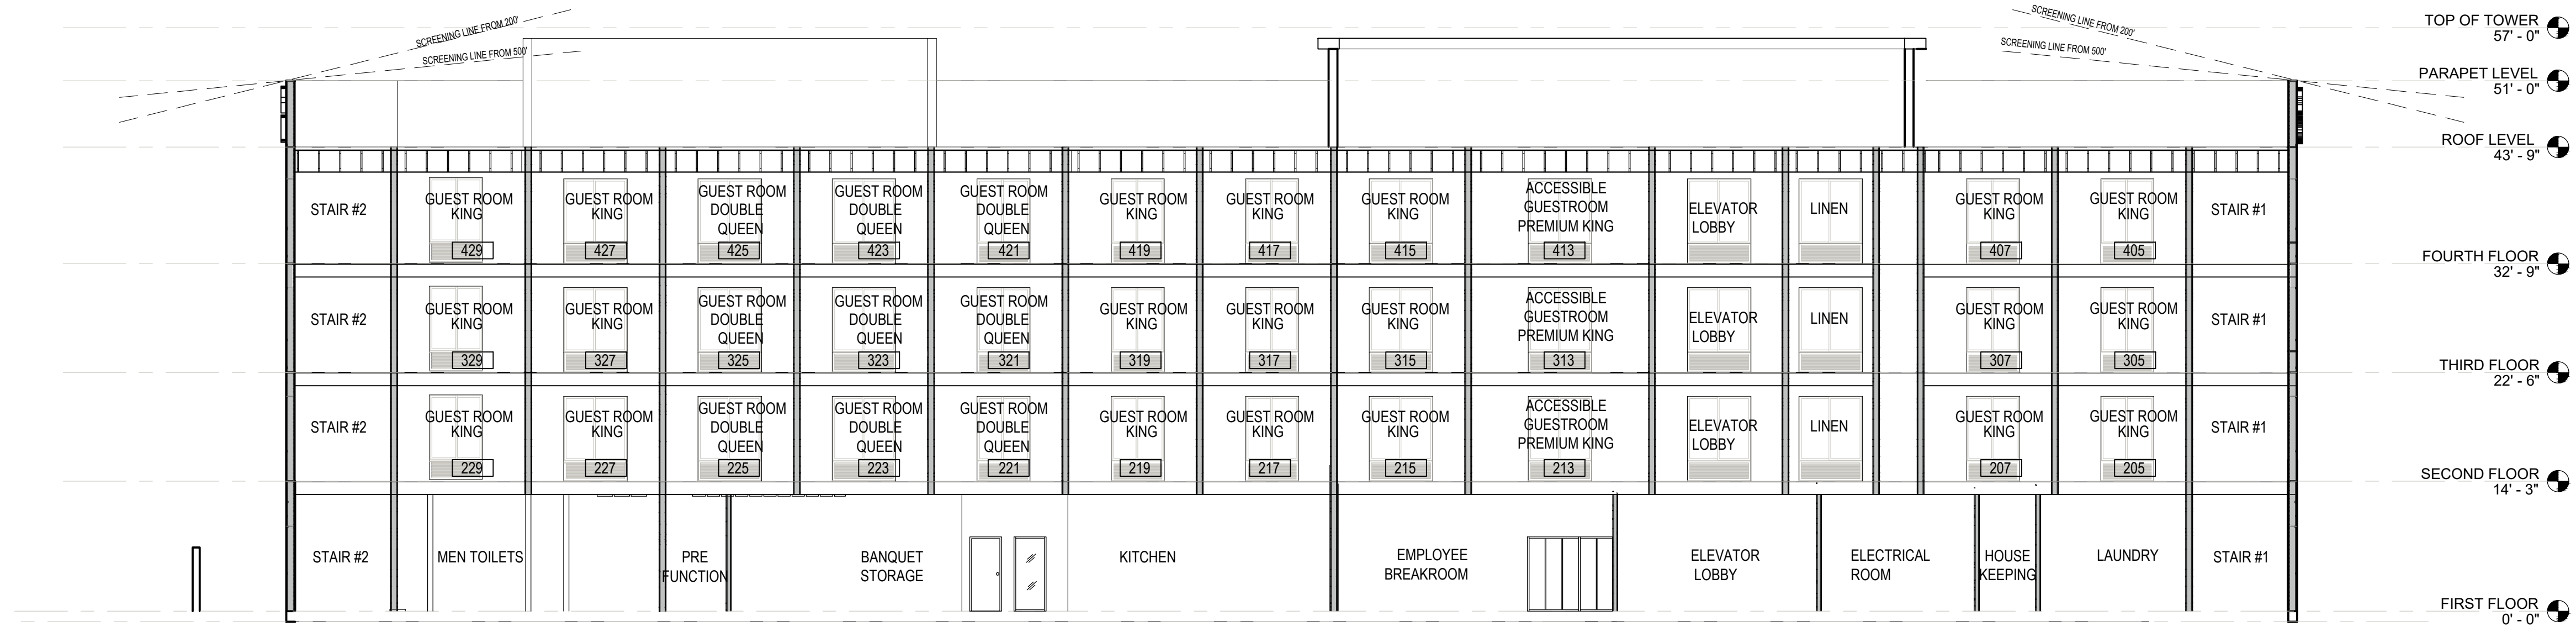 SCREENING LINE FROM 200'
SCREENING LINE FROM 500'
SCREENING LINE FROM 200'
SCREENING LINE FROM 500'
TOP OF TOWER
57' - 0"
PARAPET LEVEL
51' - 0"
ROOF LEVEL
43' - 9"
STAIR #2
GUEST ROOM
KING
429
GUEST ROOM
KING
427
GUEST ROOM
DOUBLE
QUEEN
425
GUEST ROOM
DOUBLE
QUEEN
423
GUEST ROOM
DOUBLE
QUEEN
421
GUEST ROOM
KING
419
GUEST ROOM
KING
417
GUEST ROOM
KING
415
ACCESSIBLE
GUESTROOM
PREMIUM KING
413
ELEVATOR
LOBBY
LINEN
GUEST ROOM
KING
407
GUEST ROOM
KING
405
STAIR #1
FOURTH FLOOR
32' - 9"
STAIR #2
GUEST ROOM
KING
329
GUEST ROOM
KING
327
GUEST ROOM
DOUBLE
QUEEN
325
GUEST ROOM
DOUBLE
QUEEN
323
GUEST ROOM
DOUBLE
QUEEN
321
GUEST ROOM
KING
319
GUEST ROOM
KING
317
GUEST ROOM
KING
315
ACCESSIBLE
GUESTROOM
PREMIUM KING
313
ELEVATOR
LOBBY
LINEN
GUEST ROOM
KING
307
GUEST ROOM
KING
305
STAIR #1
THIRD FLOOR
22' - 6"
STAIR #2
GUEST ROOM
KING
229
GUEST ROOM
KING
227
GUEST ROOM
DOUBLE
QUEEN
225
GUEST ROOM
DOUBLE
QUEEN
223
GUEST ROOM
DOUBLE
QUEEN
221
GUEST ROOM
KING
219
GUEST ROOM
KING
217
GUEST ROOM
KING
215
ACCESSIBLE
GUESTROOM
PREMIUM KING
213
ELEVATOR
LOBBY
LINEN
GUEST ROOM
KING
207
GUEST ROOM
KING
205
STAIR #1
SECOND FLOOR
14' - 3"
STAIR #2
MEN TOILETS
PRE
FUNCTION
BANQUET
STORAGE
KITCHEN
EMPLOYEE
BREAKROOM
ELEVATOR
LOBBY
ELECTRICAL
ROOM
HOUSE
KEEPING
LAUNDRY
STAIR #1
FIRST FLOOR
0' - 0"